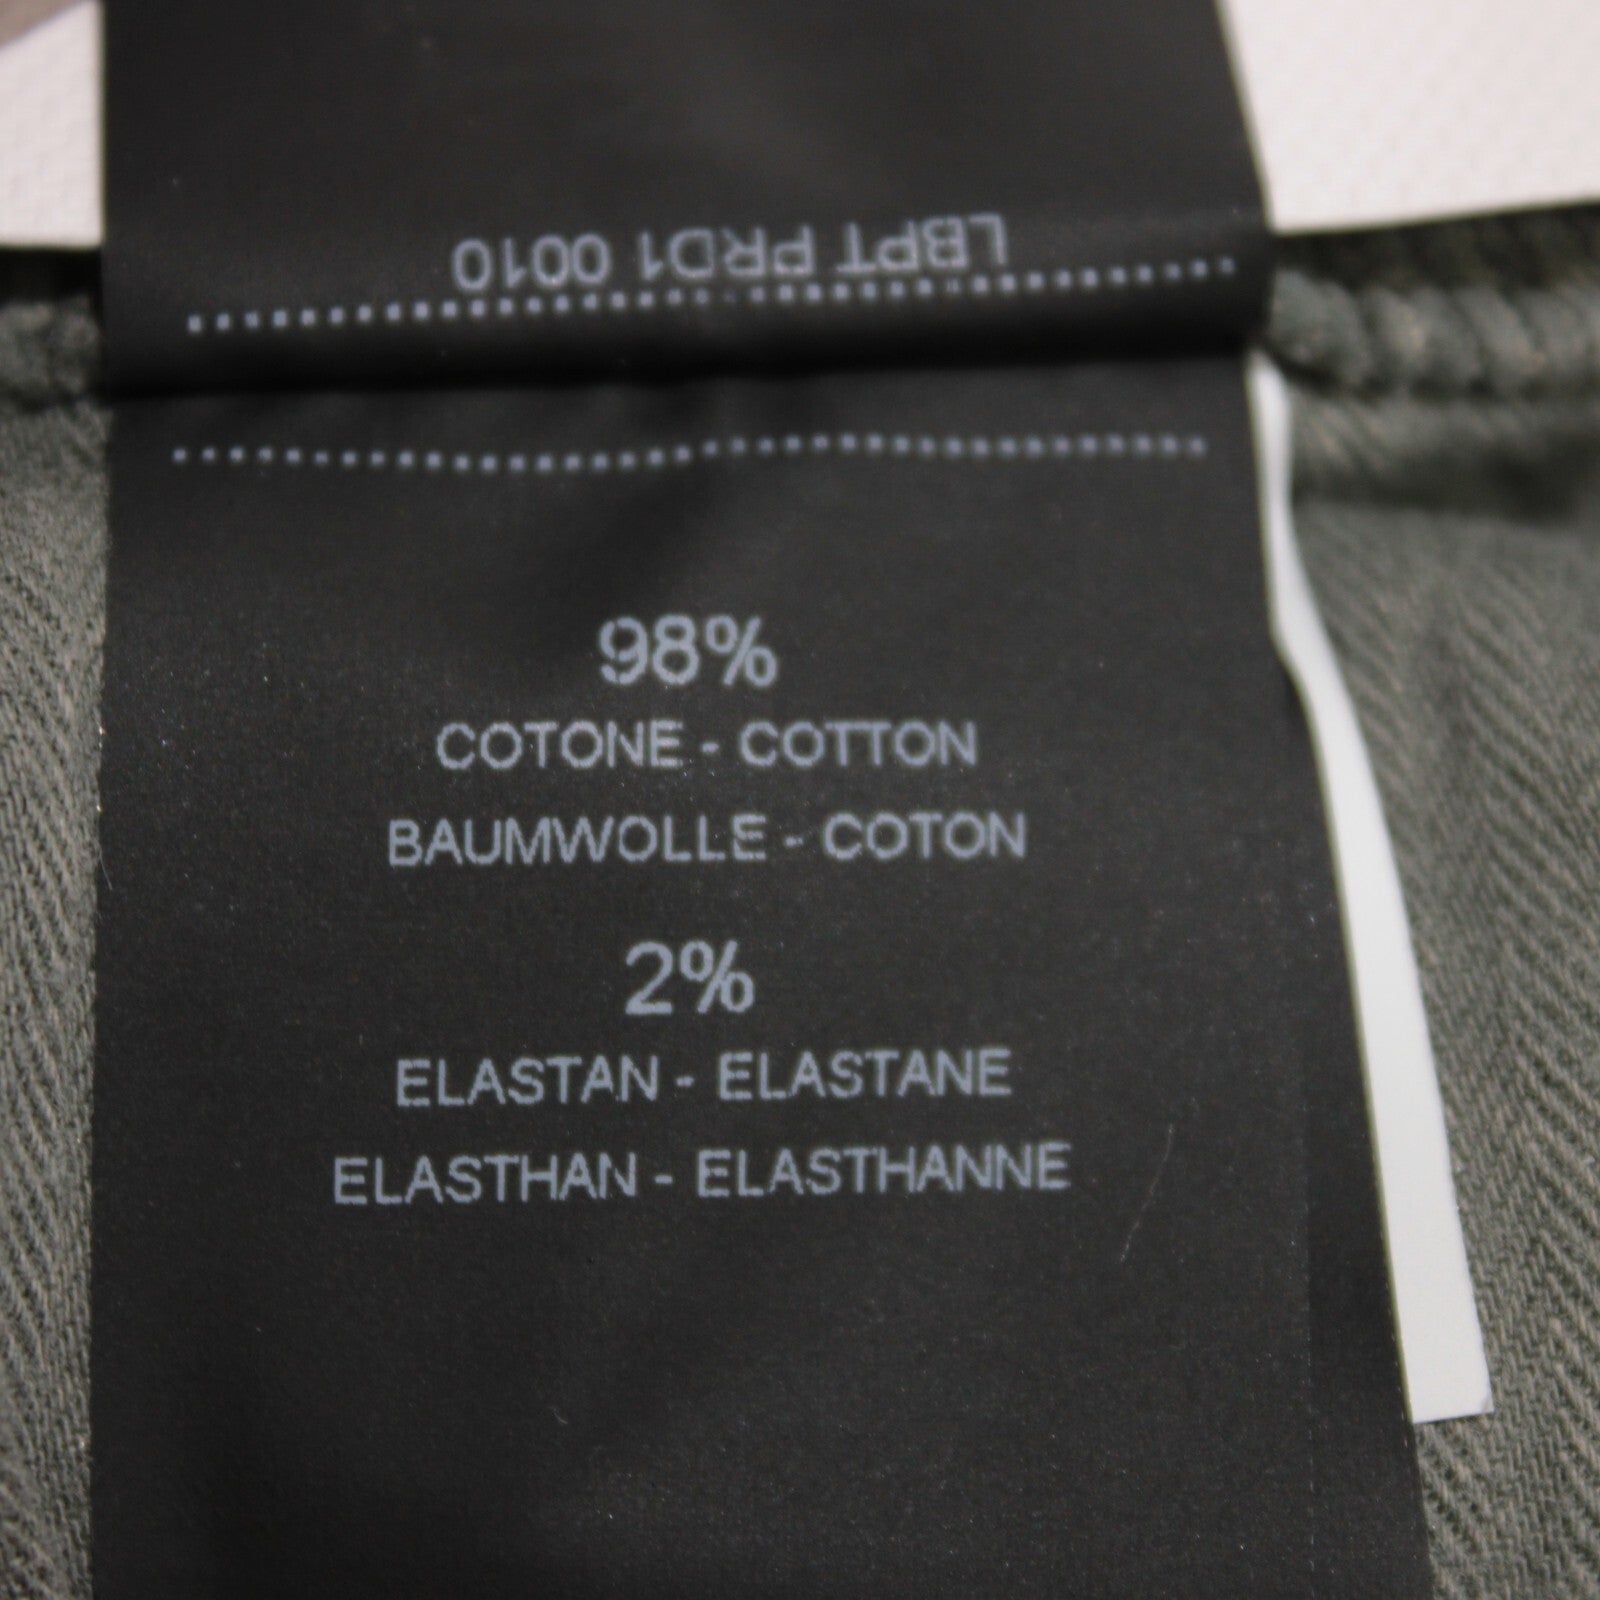 LBPT PRD1 0010
98%
COTONE - COTTON
BAUMWOLLE - COTON
2%
ELASTAN - ELASTANE
ELASTHAN - ELASTHANNE